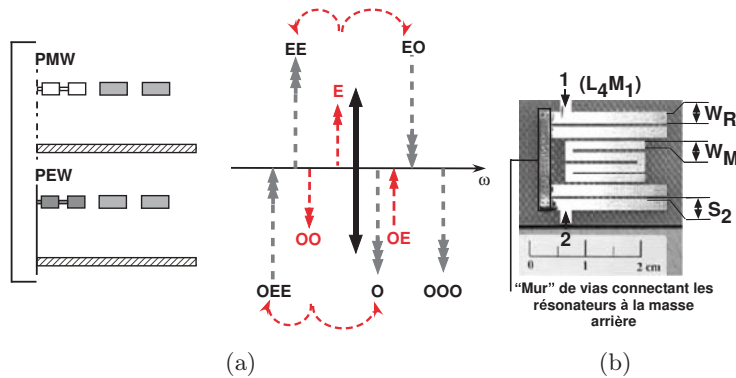 PMW
PEW
EE
EO
E
ω
OO
OE
OEE
O
OOO
1 (L4M1)
WR
WM
S2
2
0 1 2 cm
“Mur” de vias connectant les
résonateurs à la masse
arrière
(a)
(b)